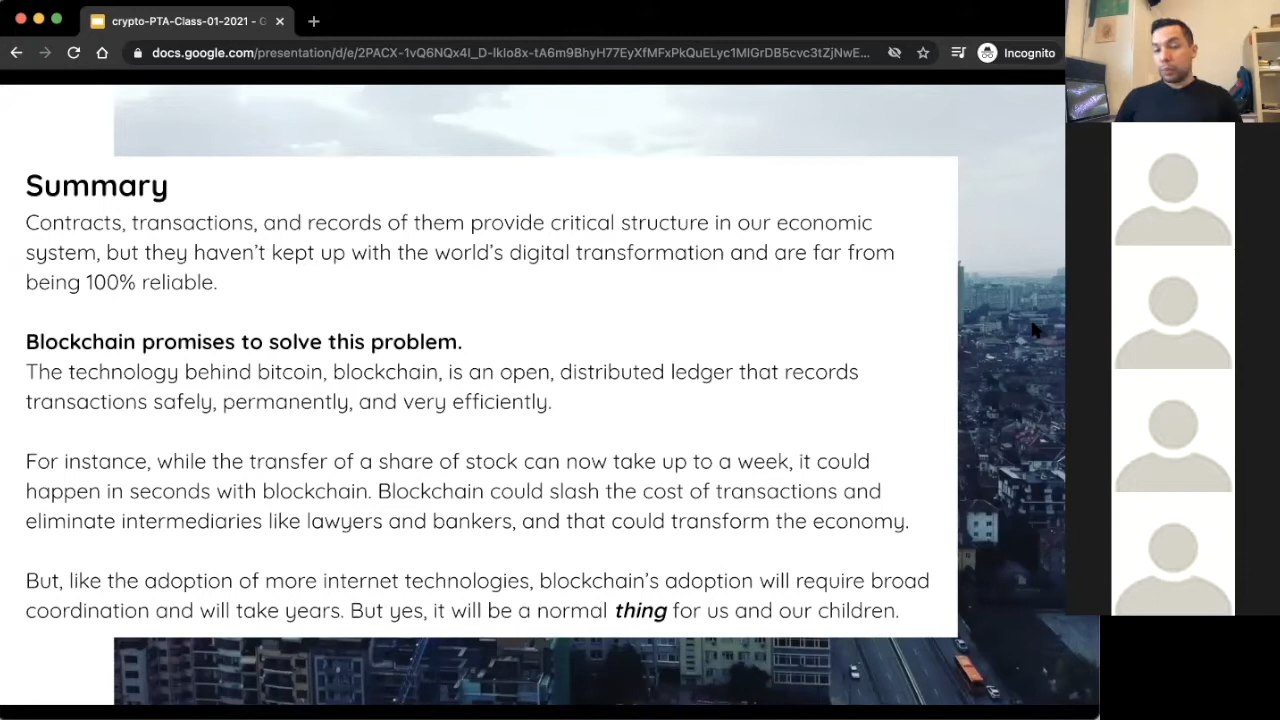 crypto-PTA-Class-01-2021 - G
docs.google.com/presentation/d/e/2PACX-1vQ6NQx4I_D-lkIo8x-tA6m9BhyH77EyXfMFxPkQuELyc1MlGrDB5cvc3tZjNwE...
Incognito
Summary
Contracts, transactions, and records of them provide critical structure in our economic
system, but they haven't kept up with the world's digital transformation and are far from
being 100% reliable.
Blockchain promises to solve this problem.
The technology behind bitcoin, blockchain, is an open, distributed ledger that records
transactions safely, permanently, and very efficiently.
For instance, while the transfer of a share of stock can now take up to a week, it could
happen in seconds with blockchain. Blockchain could slash the cost of transactions and
eliminate intermediaries like lawyers and bankers, and that could transform the economy.
But, like the adoption of more internet technologies, blockchain's adoption will require broad
coordination and will take years. But yes, it will be a normal thing for us and our children.